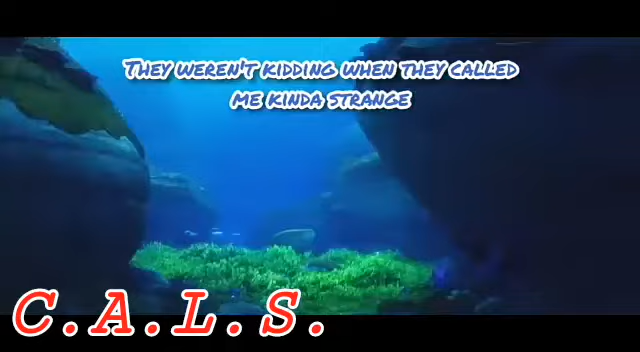 They weren't kidding when they called
me kinda strange
C.A.L.S.